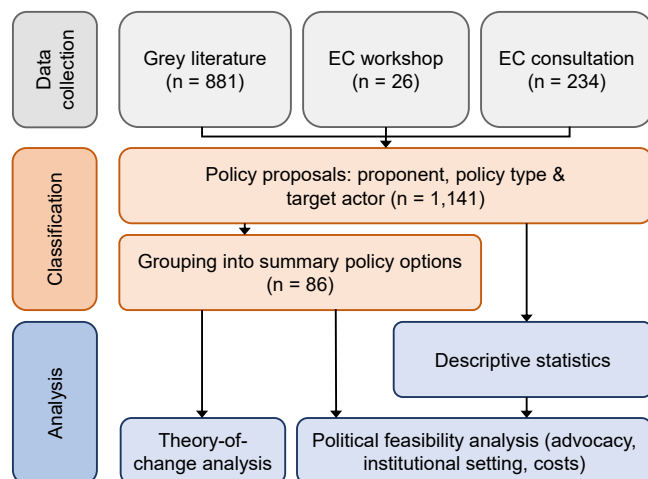 Data
collection
Grey literature
(n = 881)
EC workshop
(n = 26)
EC consultation
(n = 234)
Classification
Policy proposals: proponent, policy type &
target actor (n = 1,141)
Grouping into summary policy options
(n = 86)
Analysis
Descriptive statistics
Theory-of-
change analysis
Political feasibility analysis (advocacy,
institutional setting, costs)